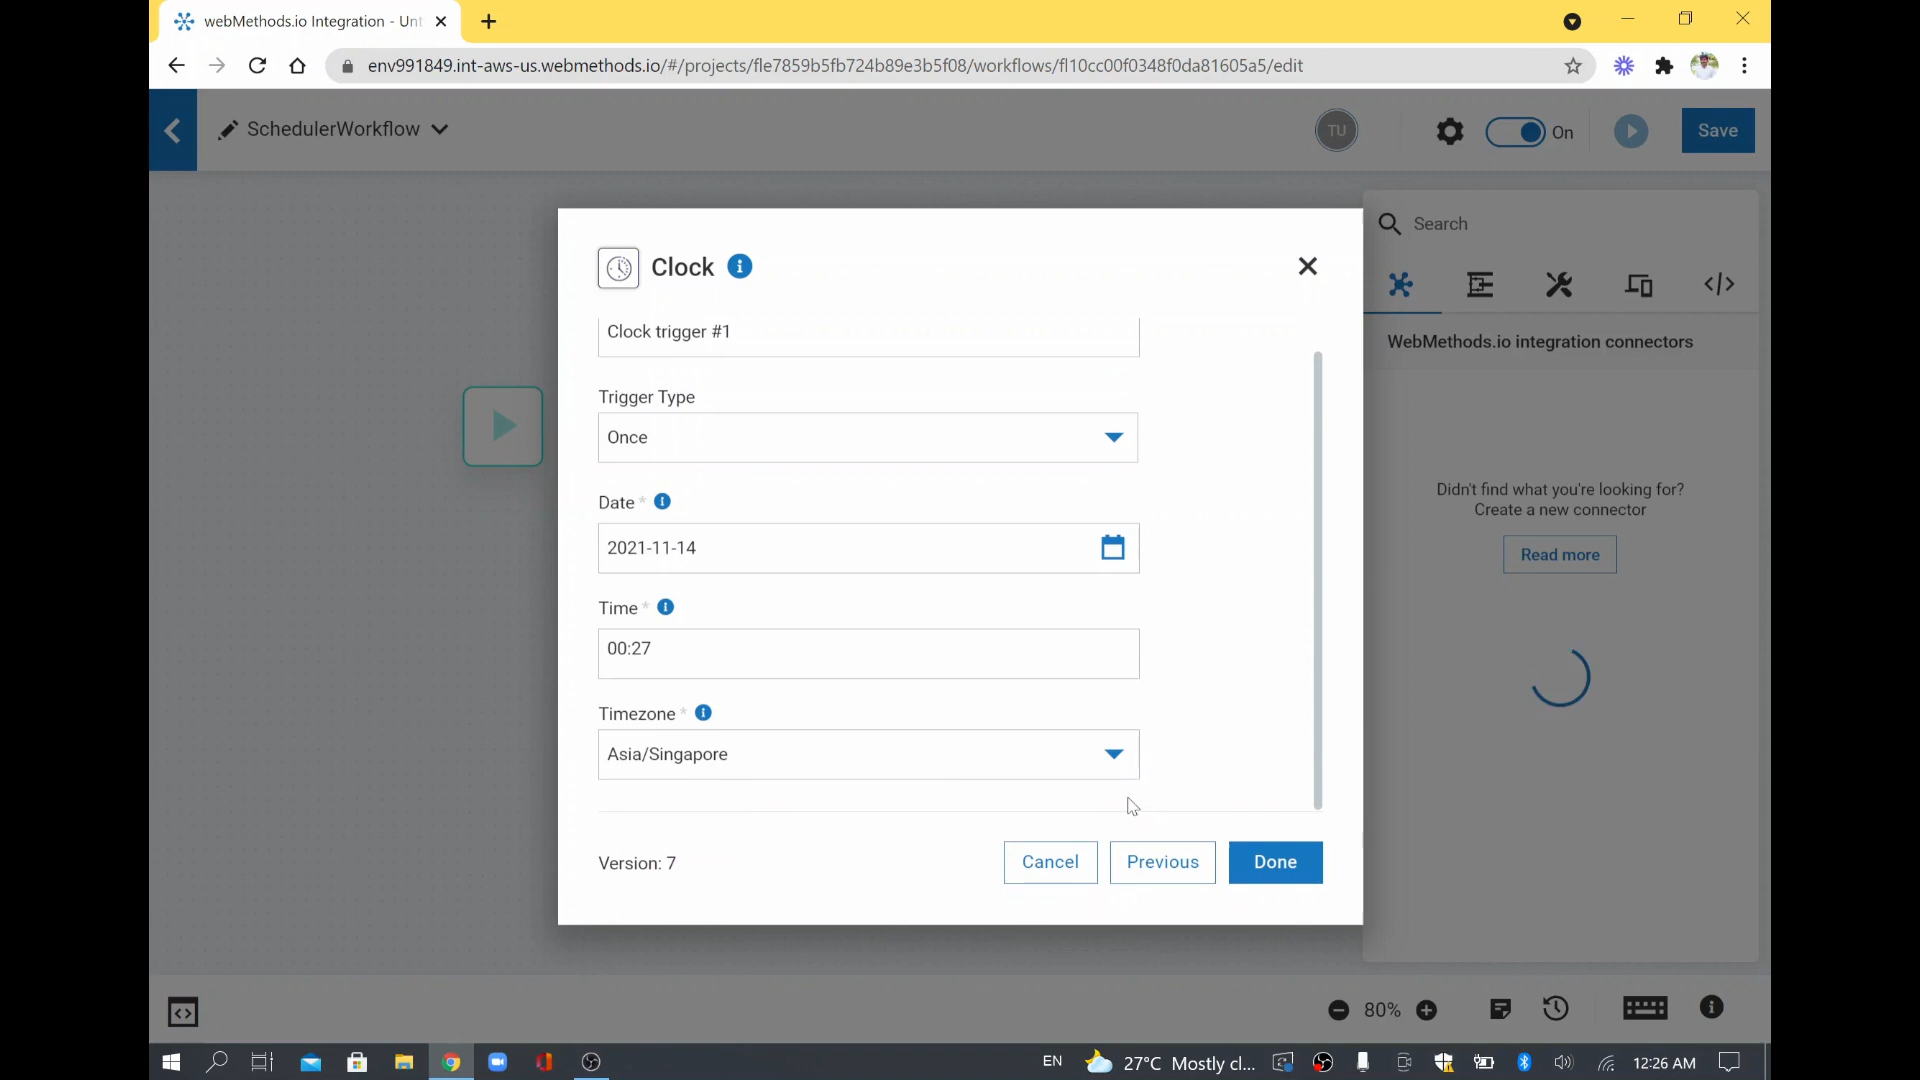 webMethods.io Integration - Unt
env991849.int-aws-us.webmethods.io/#/projects/fle7859b5fb724b89e3b5f08/workflows/fl10cc00f0348f0da81605a5/edit
SchedulerWorkflow
TU
On
Save
Clock
Search
Clock trigger #1
WebMethods.io integration connectors
Trigger Type
Once
Date *
2021-11-14
Didn't find what you're looking for?
Create a new connector
Read more
Time *
00:27
Timezone *
Asia/Singapore
Version: 7
Cancel
Previous
Done
80%
EN
27°C Mostly cl...
12:26 AM